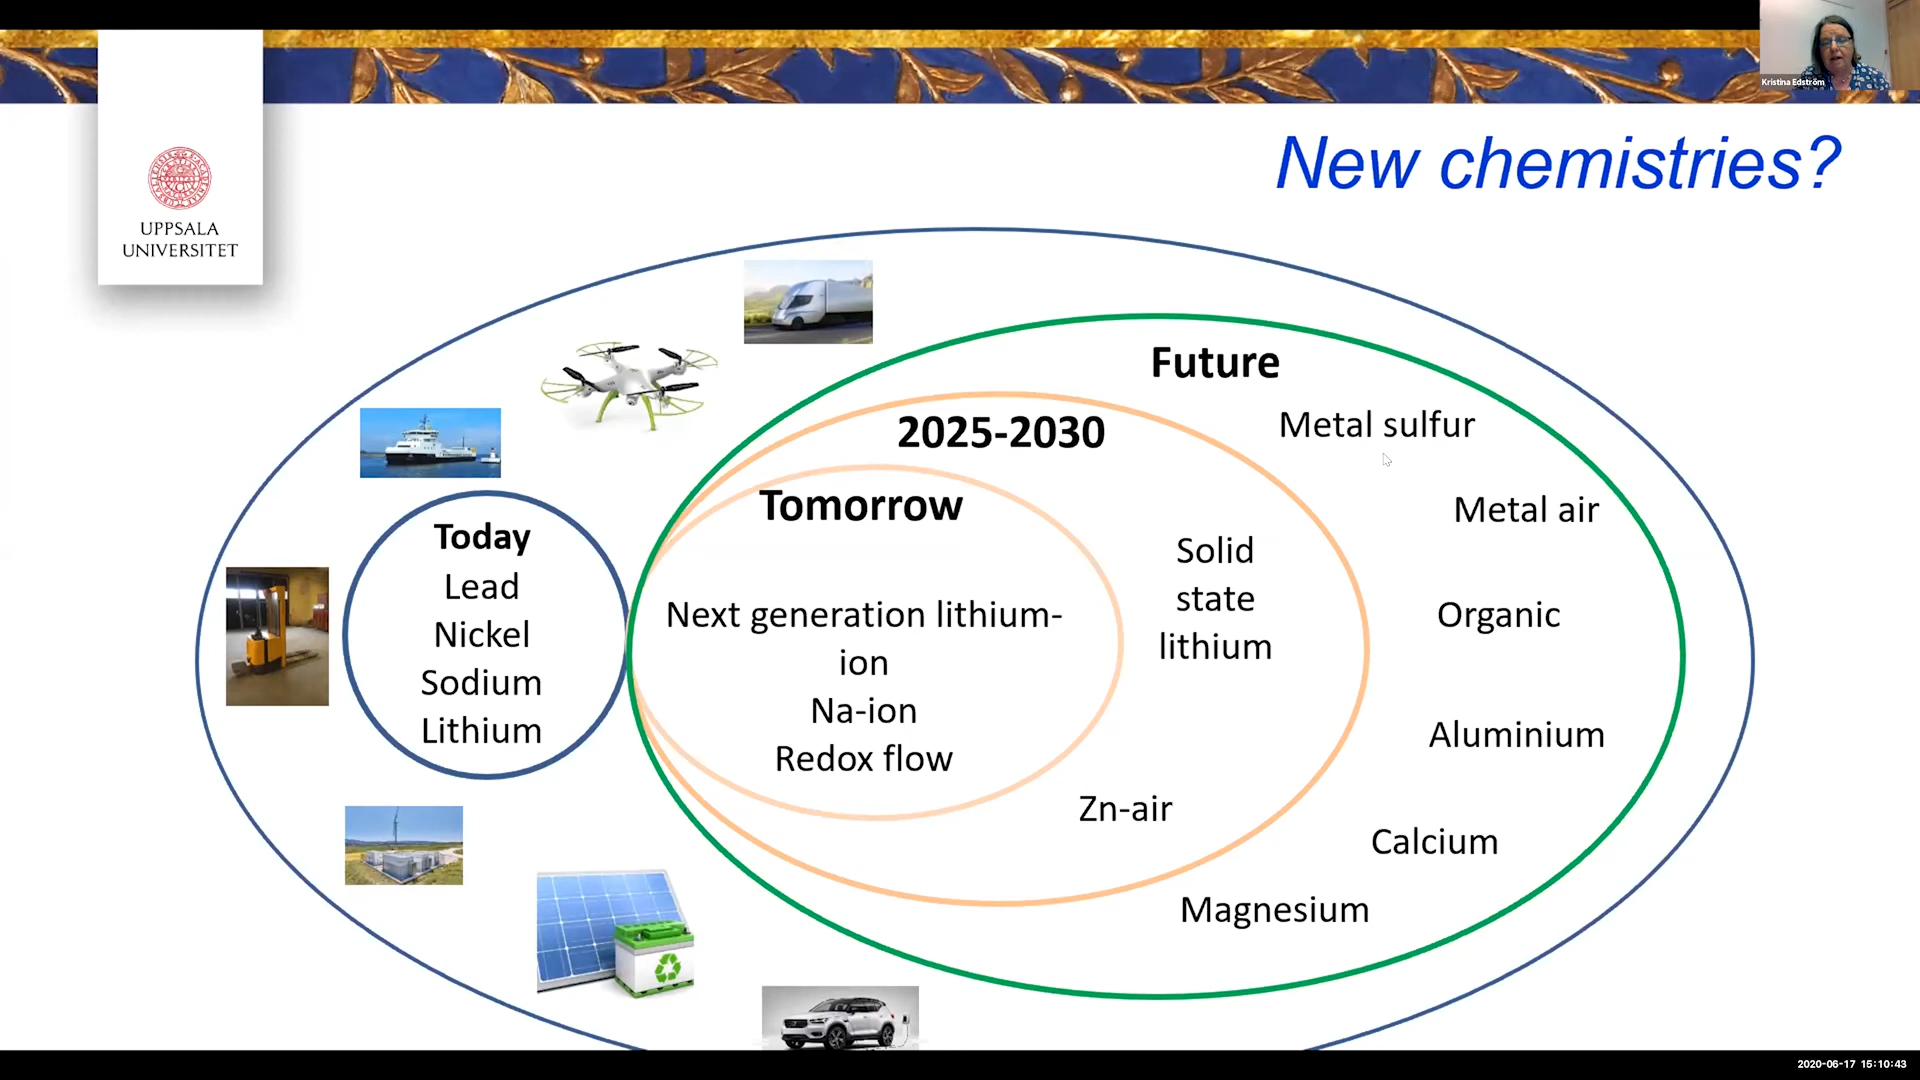 Kristina Edström
UPPSALA
UNIVERSITET
New chemistries?
Today
Lead
Nickel
Sodium
Lithium
Tomorrow
Next generation lithium-
ion
Na-ion
Redox flow
2025-2030
Solid
state
lithium
Zn-air
Future
Metal sulfur
Metal air
Organic
Aluminium
Calcium
Magnesium
2020-06-17 15:10:43